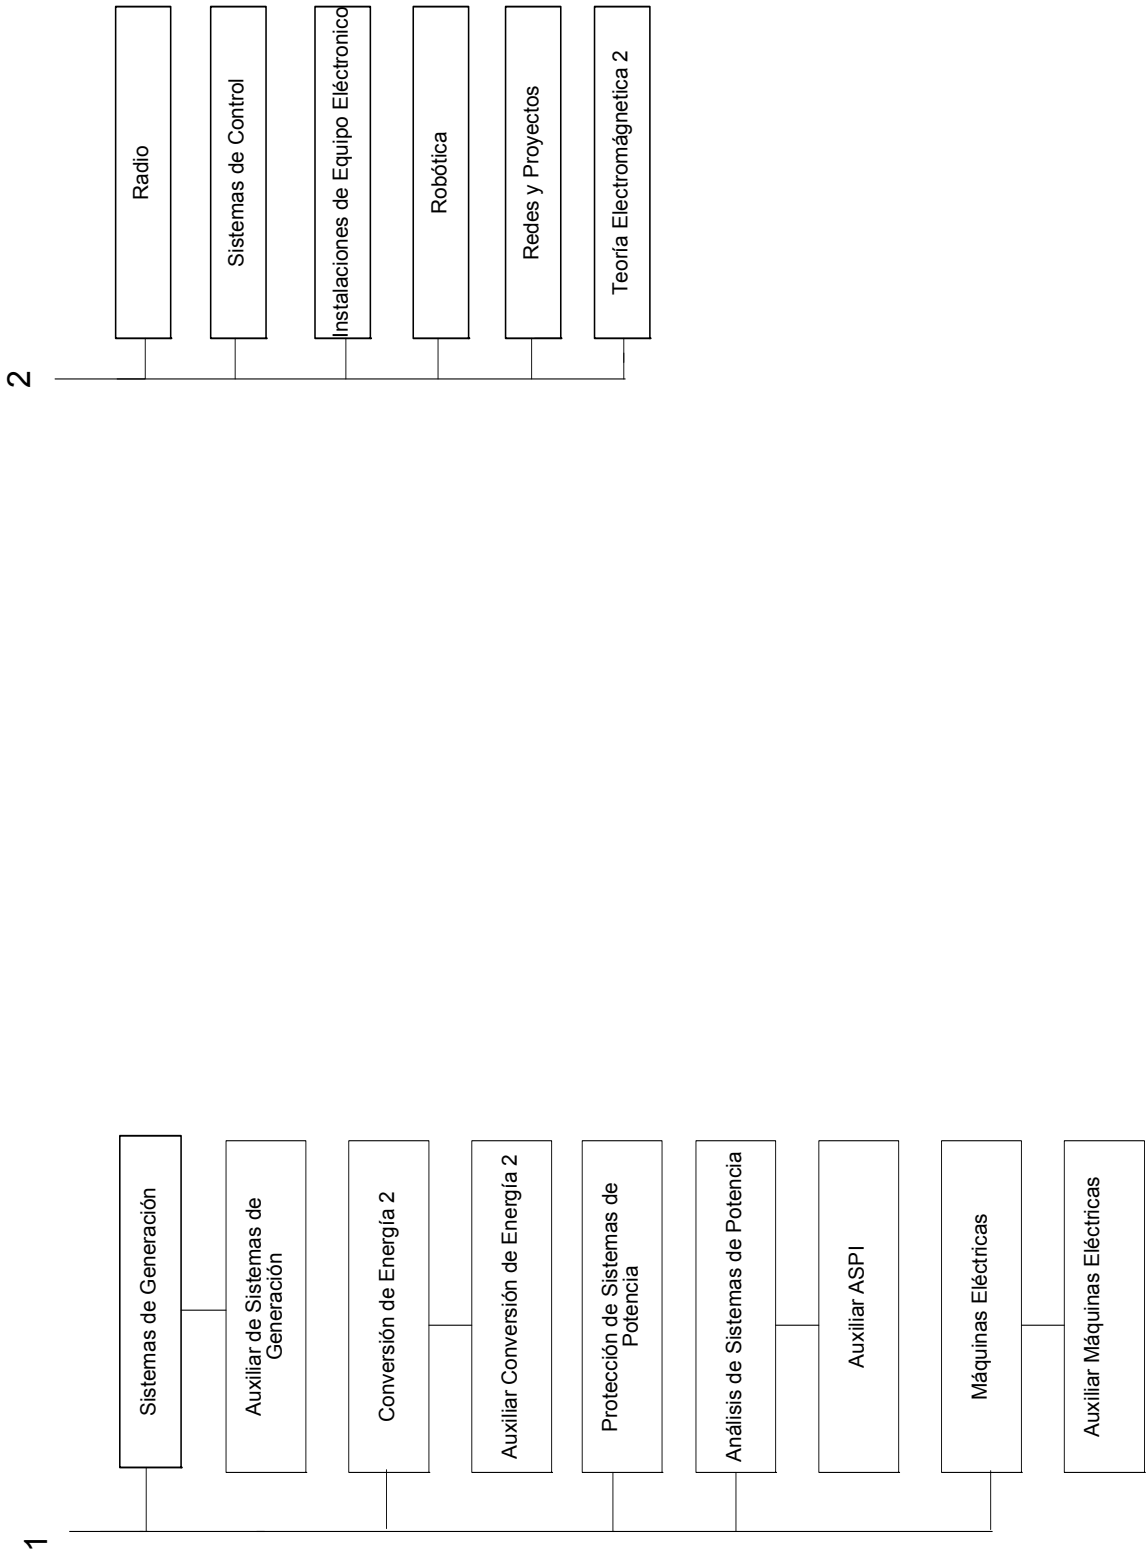 1
Sistemas de Generación
Auxiliar de Sistemas de
Generación
Conversión de Energía 2
Auxiliar Conversión de Energía 2
Protección de Sistemas de
Potencia
Análisis de Sistemas de Potencia
Auxiliar ASPI
Máquinas Eléctricas
Auxiliar Máquinas Eléctricas
2
Radio
Sistemas de Control
Instalaciones de Equipo Eléctronico
Robótica
Redes y Proyectos
Teoría Electromágnetica 2